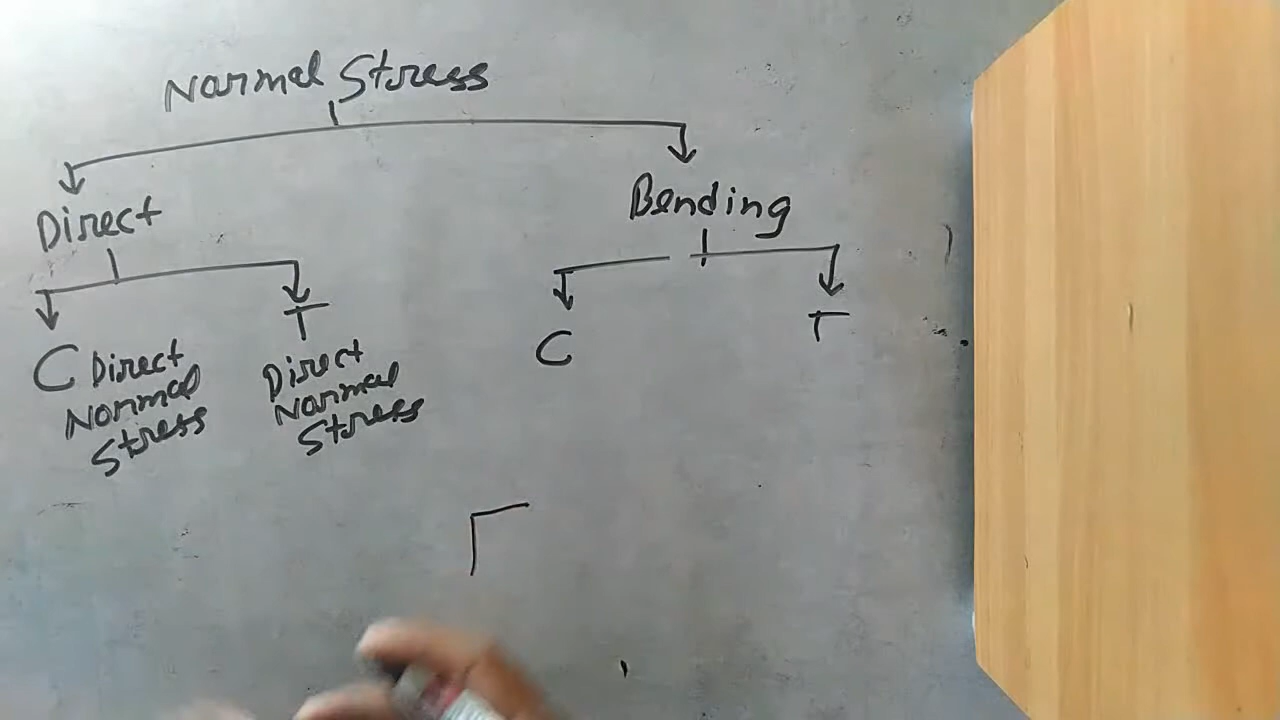 Normal Stress
Direct
Bending
C Direct
Normal
Stress
T
Direct
Normal
Stress
C
T